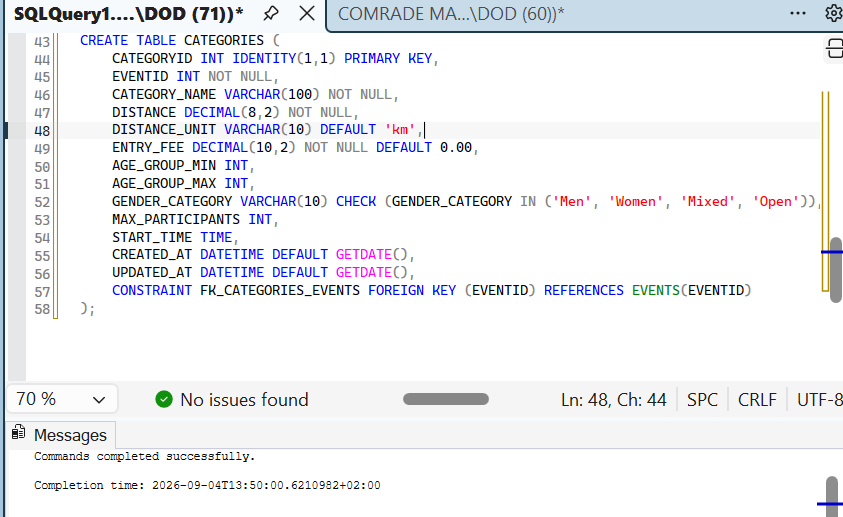 SQLQuery1....\DOD (71))*
COMRADE MA...\DOD (60))*
43 CREATE TABLE CATEGORIES (
44 CATEGORYID INT IDENTITY(1,1) PRIMARY KEY,
45 EVENTID INT NOT NULL,
46 CATEGORY_NAME VARCHAR(100) NOT NULL,
47 DISTANCE DECIMAL(8,2) NOT NULL,
48 DISTANCE_UNIT VARCHAR(10) DEFAULT 'km',
49 ENTRY_FEE DECIMAL(10,2) NOT NULL DEFAULT 0.00,
50 AGE_GROUP_MIN INT,
51 AGE_GROUP_MAX INT,
52 GENDER_CATEGORY VARCHAR(10) CHECK (GENDER_CATEGORY IN ('Men', 'Women', 'Mixed', 'Open')),
53 MAX_PARTICIPANTS INT,
54 START_TIME TIME,
55 CREATED_AT DATETIME DEFAULT GETDATE(),
56 UPDATED_AT DATETIME DEFAULT GETDATE(),
57 CONSTRAINT FK_CATEGORIES_EVENTS FOREIGN KEY (EVENTID) REFERENCES EVENTS(EVENTID)
58 );
70 %
No issues found
Ln: 48, Ch: 44
SPC
CRLF
UTF-8
Messages
Commands completed successfully.
Completion time: 2026-09-04T13:50:00.6210982+02:00